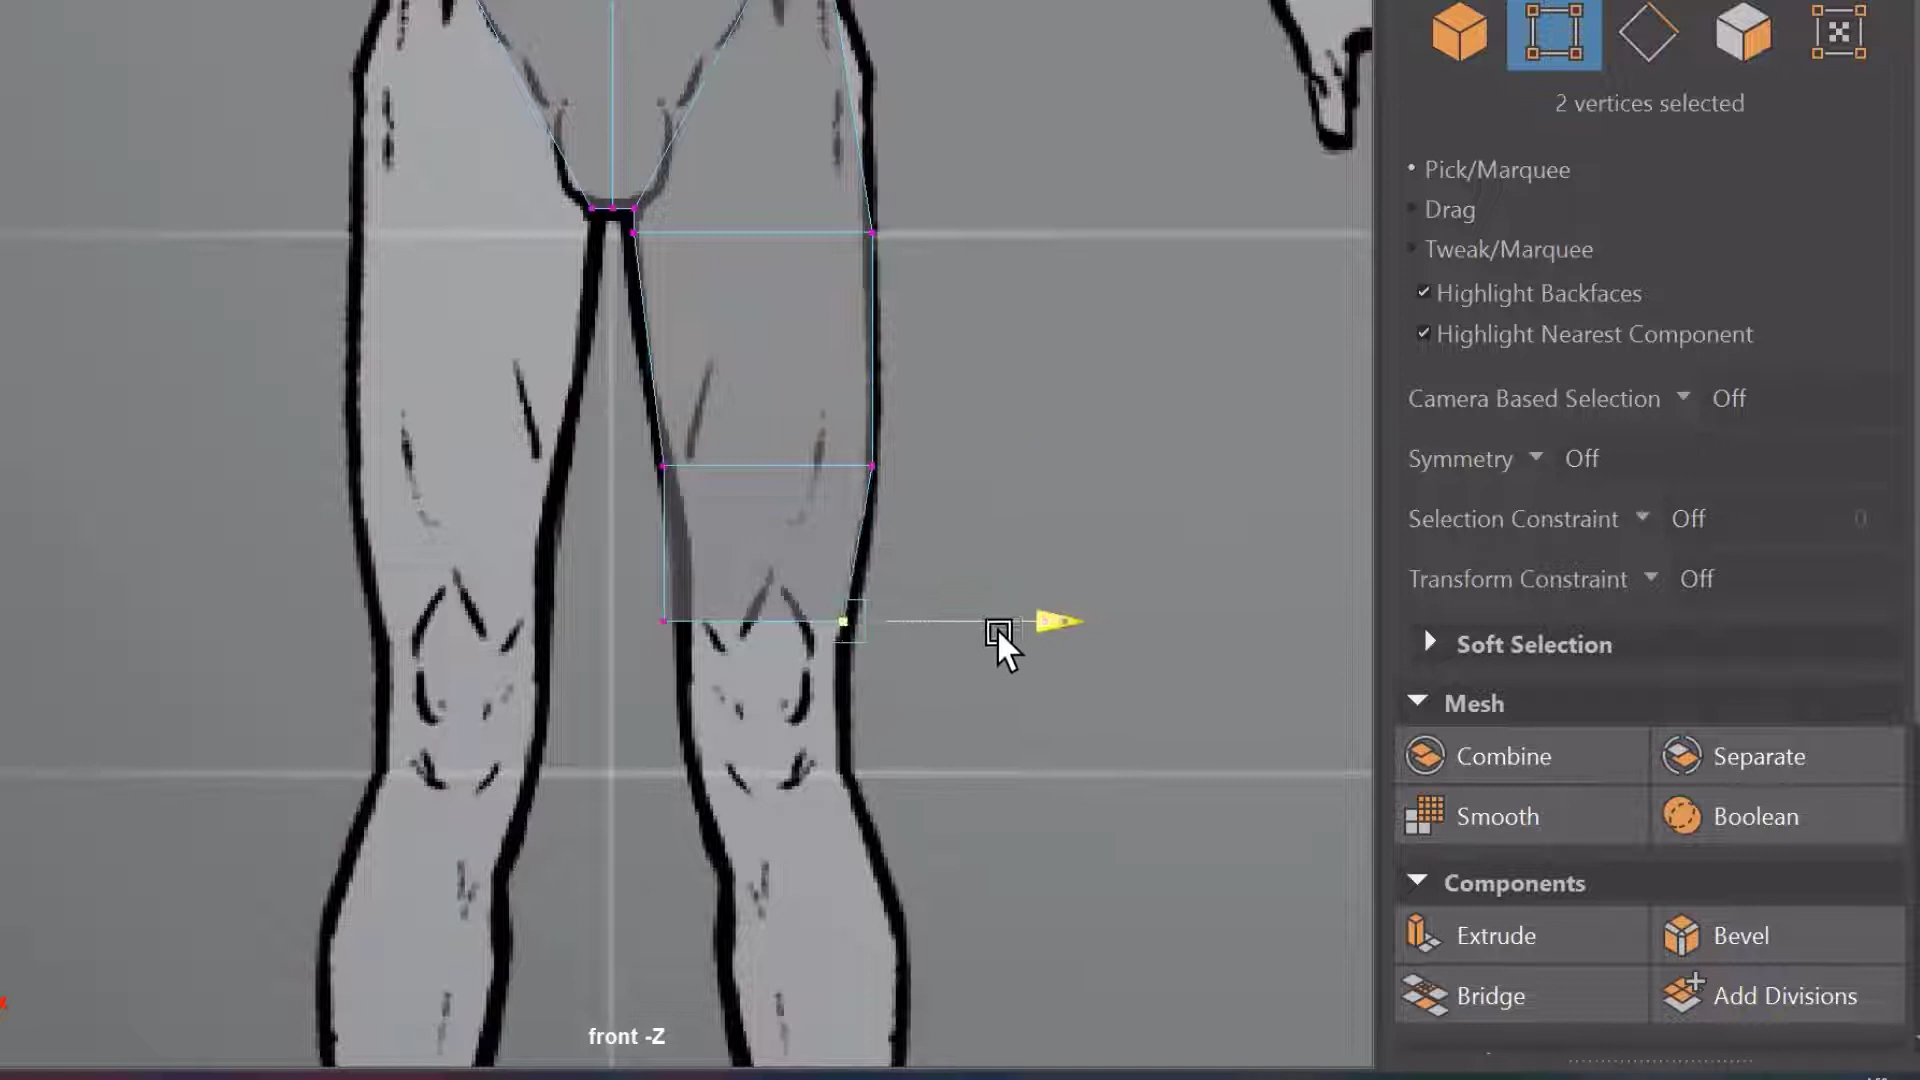 2 vertices selected
Pick/Marquee
Drag
Tweak/Marquee
Highlight Backfaces
Highlight Nearest Component
Camera Based Selection Off
Symmetry Off
Selection Constraint Off 0
Transform Constraint Off
Soft Selection
Mesh
Combine Separate
Smooth Boolean
Components
Extrude Bevel
Bridge Add Divisions
front -Z